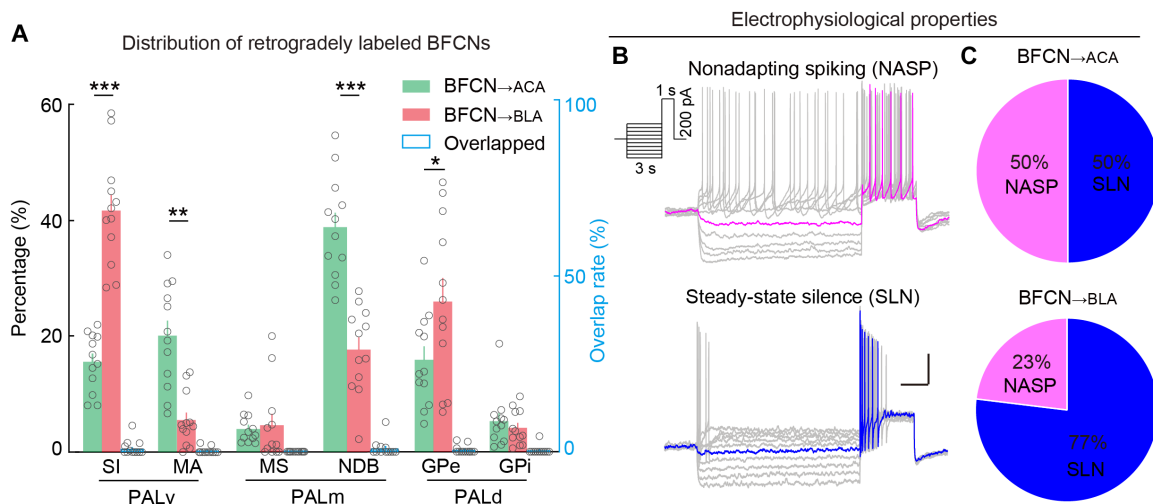 Electrophysiological properties
A
Distribution of retrogradely labeled BFCNs
BFCN→ACA
BFCN→BLA
Overlapped
Percentage (%)
60
40
20
0
100
50
0
Overlap rate (%)
***
**
***
*
SI
MA
MS
NDB
GPe
GPi
PALv
PALm
PALd
B
Nonadapting spiking (NASP)
1 s
200 pA
3 s
Steady-state silence (SLN)
C
BFCN→ACA
50%
NASP
50%
SLN
BFCN→BLA
23%
NASP
77%
SLN